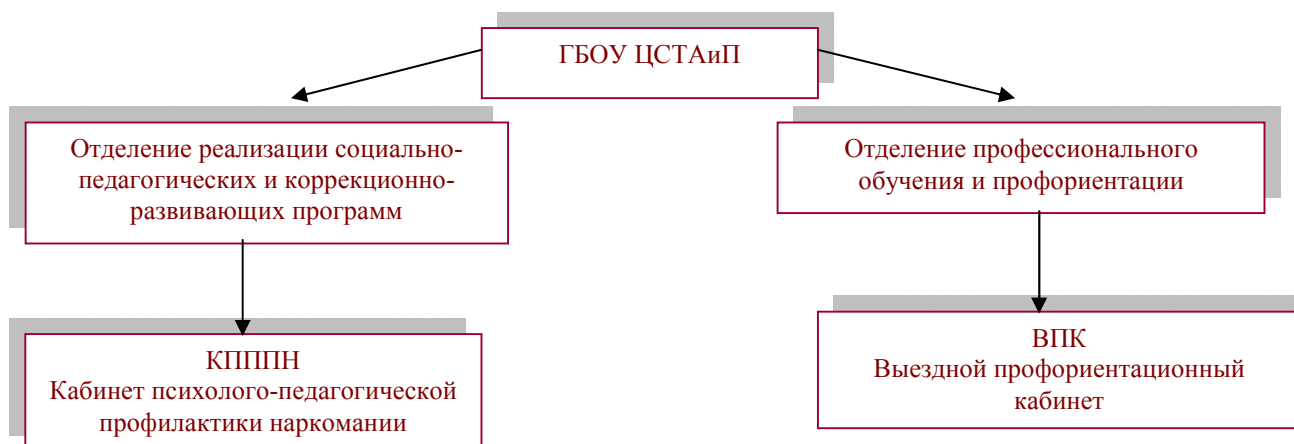 ГБОУ ЦСТАиП
Отделение реализации социально-
педагогических и коррекционно-
развивающих программ
Отделение профессионального
обучения и профориентации
КПППН
Кабинет психолого-педагогической
профилактики наркомании
ВПК
Выездной профориентационный
кабинет